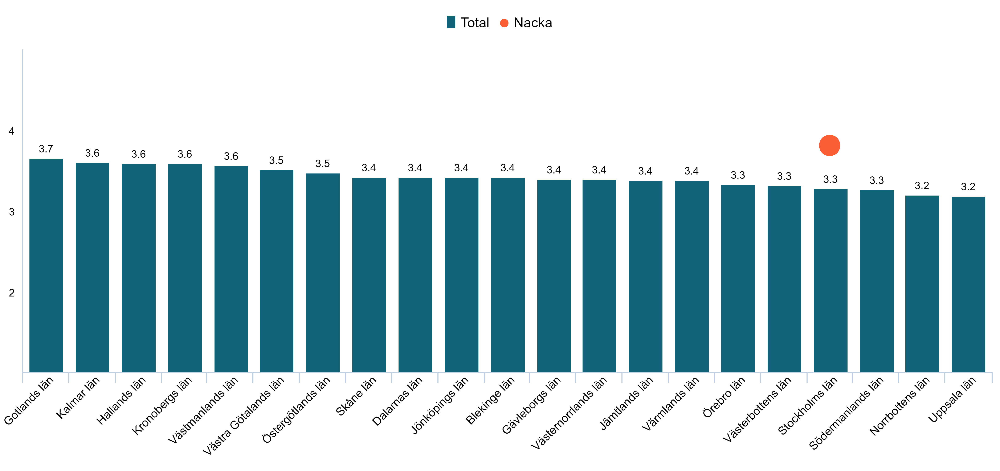 Total Nacka
4
3
2
3.7 3.6 3.6 3.6 3.6 3.5 3.5 3.4 3.4 3.4 3.4 3.4 3.4 3.4 3.4 3.3 3.3 3.3 3.3 3.2 3.2
Gotlands län
Kalmar län
Hallands län
Kronobergs län
Västmanlands län
Västra Götalands län
Östergötlands län
Skåne län
Dalarnas län
Jönköpings län
Blekinge län
Gävleborgs län
Västernorrlands län
Jämtlands län
Värmlands län
Örebro län
Västerbottens län
Stockholms län
Södermanlands län
Norrbottens län
Uppsala län